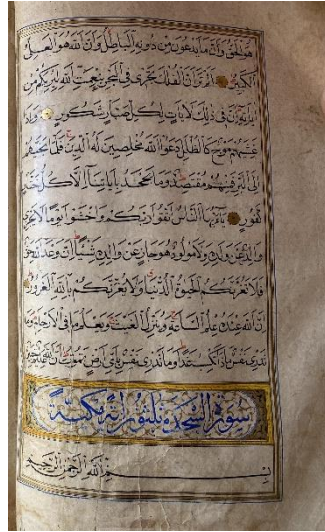 هو الحق وأن ما يدعون من دونه الباطل وأن الله هو العلي
الكبير ألم تر أن الفلك تجري في البحر بنعمت الله ليريكم من
آياته إن في ذلك لآيات لكل صبار شكور وإذا
غشيهم موج كالظلل دعوا الله مخلصين له الدين فلما نجيهم
إلى البر فمنهم مقتصد وما يجحد بآياتنا إلا كل ختار
كفور يا أيها الناس اتقوا ربكم واخشوا يوما لا يجزي
والد عن ولده ولا مولود هو جاز عن والده شيئا إن وعد الله حق
فلا تغرنكم الحيوة الدنيا ولا يغرنكم بالله الغرور
إن الله عنده علم الساعة وينزل الغيث ويعلم ما في الأرحام وما
تدري نفس ماذا تكسب غدا وما تدري نفس بأي أرض تموت إن الله عليم خبير
سورة السجدة ثلثون آية مكية
بسم الله الرحمن الرحيم